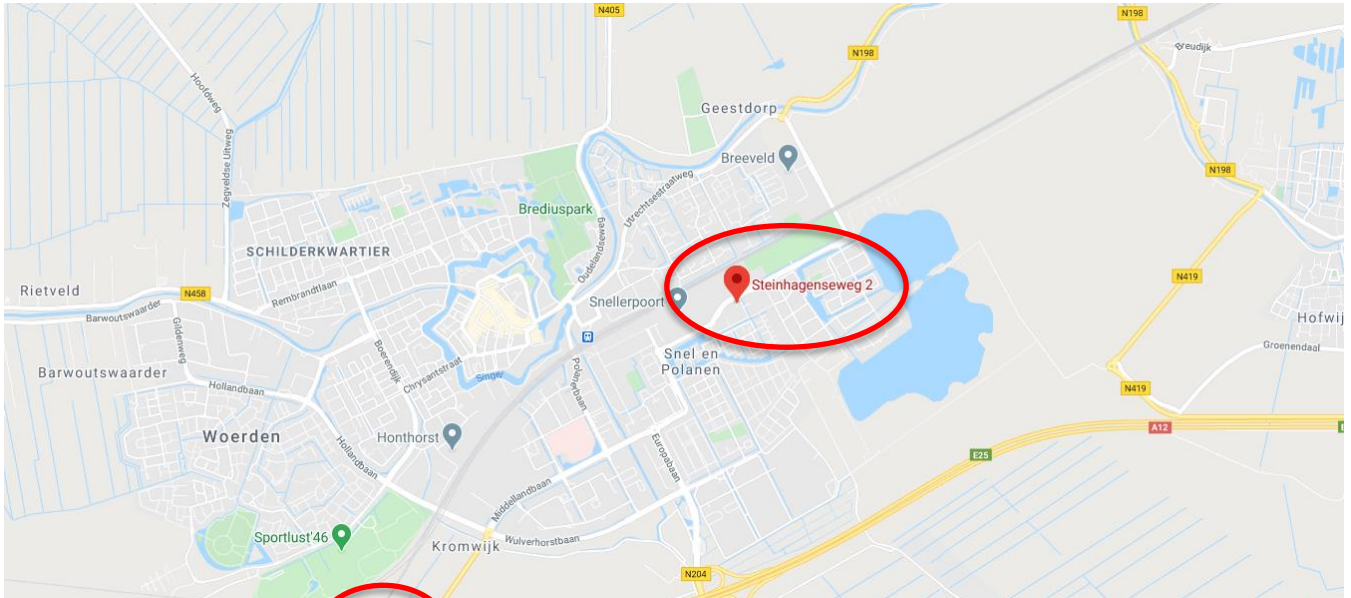 N405
N198
Breudijk
N198
Hoofdweg
Geestdorp
Zegveldse Uitweg
Breeveld
Utrechtsestraatweg
N198
Brediuspark
Oudelandseweg
SCHILDERKWARTIER
N419
Steinhagenseweg 2
Rietveld
N458
Rembrandtlaan
Snellerpoort
Hofwij
Barwoutswaarder
Gildenweg
Boerendijk
Groenendaal
Snel en
Polanen
Chrysantstraat
Singel
Polanerbaan
Barwoutswaarder
Hollandbaan
N419
A12
Woerden
Honthorst
Hollandbaan
Europabaan
E25
Middellandbaan
Sportlust'46
Kromwijk
Wulverhorstbaan
N204